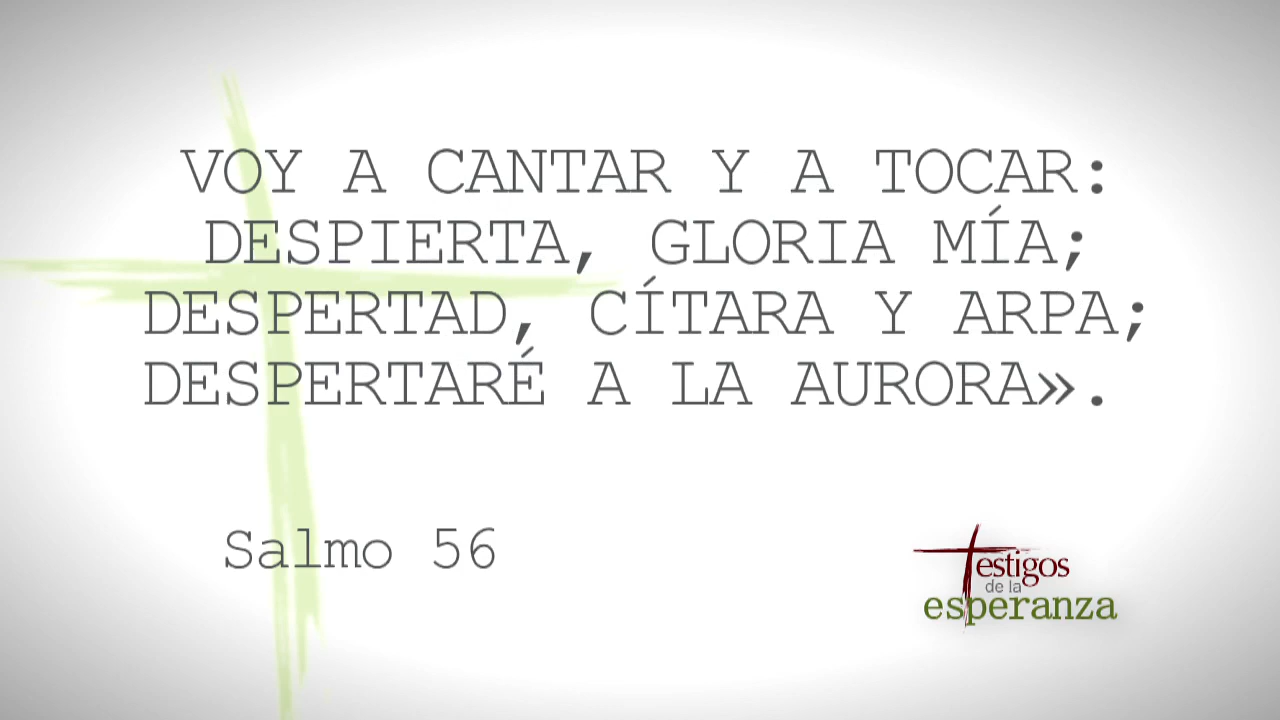 VOY A CANTAR Y A TOCAR:
DESPIERTA, GLORIA MÍA;
DESPERTAD, CÍTARA Y ARPA;
DESPERTARÉ A LA AURORA».
Salmo 56
Testigos
de la
esperanza